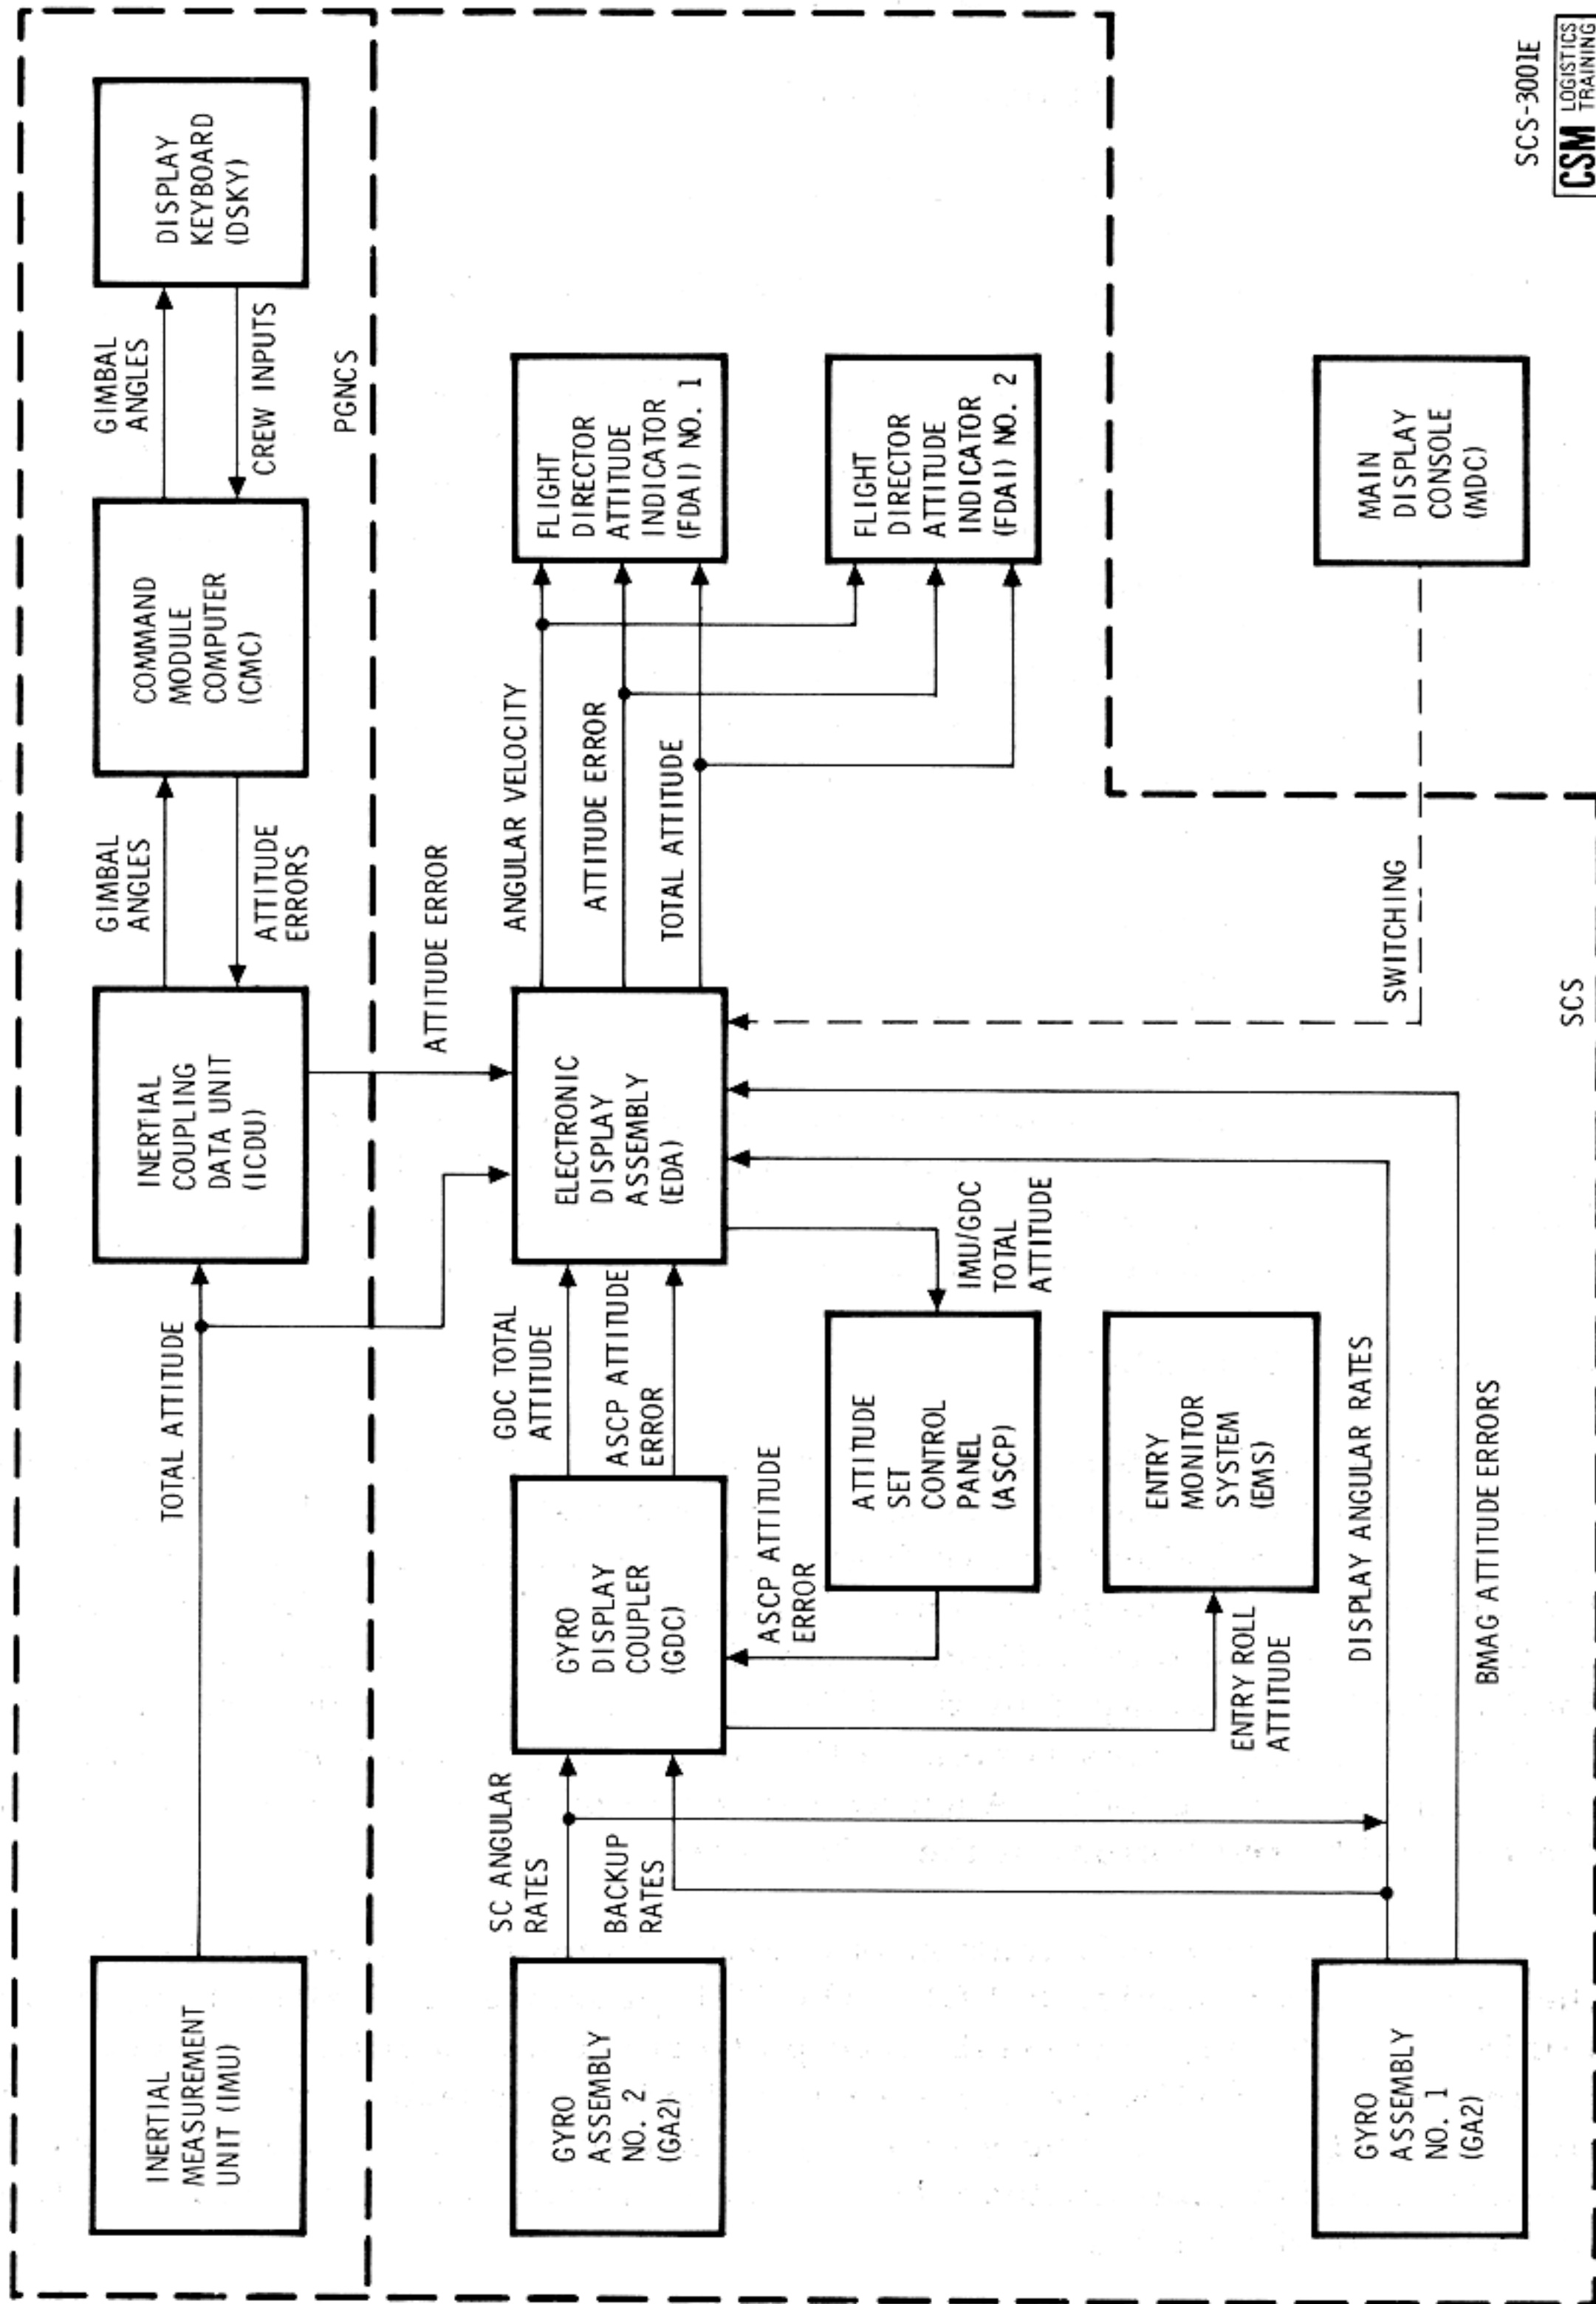 INERTIAL
MEASUREMENT
UNIT (IMU)
TOTAL ATTITUDE
INERTIAL
COUPLING
DATA UNIT
(ICDU)
GIMBAL
ANGLES
ATTITUDE
ERRORS
COMMAND
MODULE
COMPUTER
(CMC)
GIMBAL
ANGLES
CREW INPUTS
DISPLAY
KEYBOARD
(DSKY)
PGNCS
ATTITUDE ERROR
GYRO
ASSEMBLY
NO. 2
(GA2)
SC ANGULAR
RATES
BACKUP
RATES
GYRO
DISPLAY
COUPLER
(GDC)
GDC TOTAL
ATTITUDE
ASCP ATTITUDE
ERROR
ELECTRONIC
DISPLAY
ASSEMBLY
(EDA)
ANGULAR VELOCITY
ATTITUDE ERROR
TOTAL ATTITUDE
FLIGHT
DIRECTOR
ATTITUDE
INDICATOR
(FDAI) NO. 1
ASCP ATTITUDE
ERROR
ATTITUDE
SET
CONTROL
PANEL
(ASCP)
IMU/GDC
TOTAL
ATTITUDE
FLIGHT
DIRECTOR
ATTITUDE
INDICATOR
(FDAI) NO. 2
ENTRY ROLL
ATTITUDE
ENTRY
MONITOR
SYSTEM
(EMS)
GYRO
ASSEMBLY
NO. 1
(GA2)
DISPLAY ANGULAR RATES
BMAG ATTITUDE ERRORS
SWITCHING
MAIN
DISPLAY
CONSOLE
(MDC)
SCS
SCS-3001E
CSM LOGISTICS
TRAINING